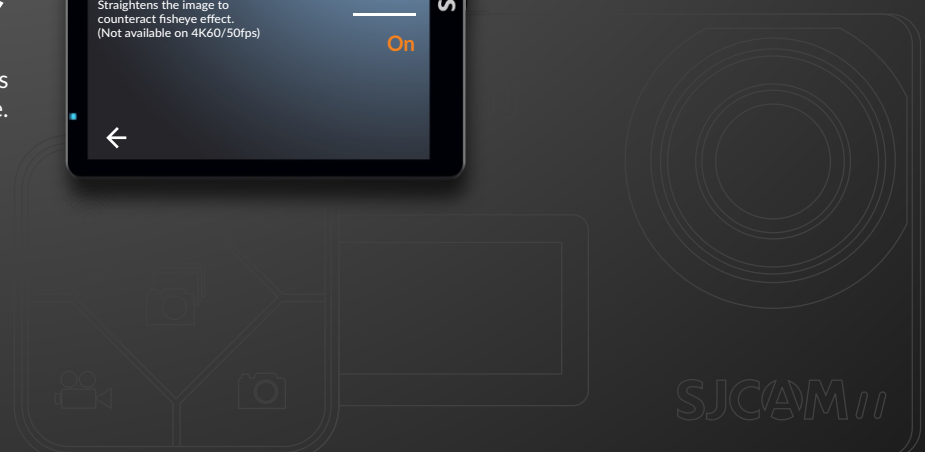 Straightens the image to
counteract fisheye effect.
(Not available on 4K60/50fps)
On
s
e.
S
SJCAM